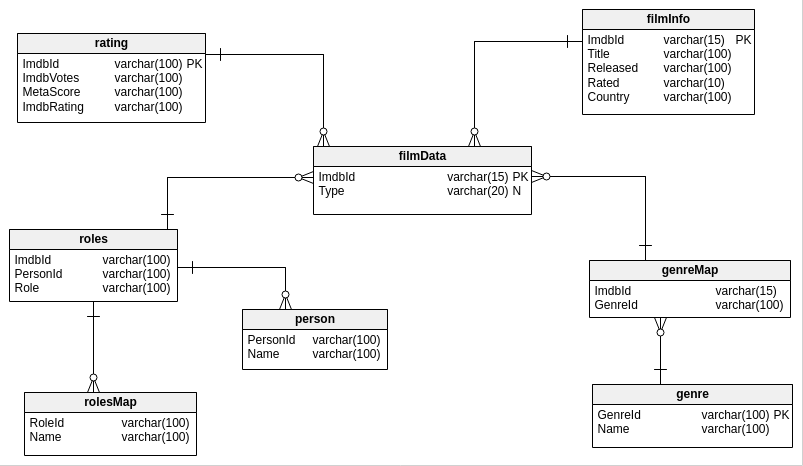 filmInfo
ImdbId varchar(15) PK
Title varchar(100)
Released varchar(100)
Rated varchar(10)
Country varchar(100)
rating
ImdbId varchar(100) PK
ImdbVotes varchar(100)
MetaScore varchar(100)
ImdbRating varchar(100)
filmData
ImdbId varchar(15) PK
Type varchar(20) N
roles
ImdbId varchar(100)
PersonId varchar(100)
Role varchar(100)
genreMap
ImdbId varchar(15)
GenreId varchar(100)
person
PersonId varchar(100)
Name varchar(100)
rolesMap
RoleId varchar(100)
Name varchar(100)
genre
GenreId varchar(100) PK
Name varchar(100)